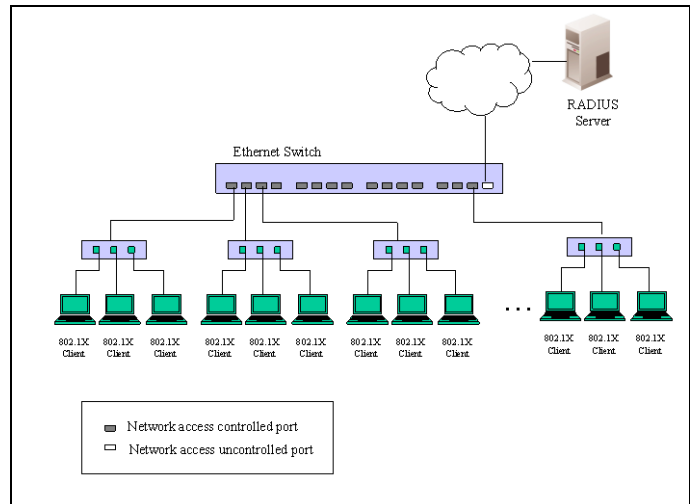 RADIUS
Server
Ethernet Switch
802.1X
Client
802.1X
Client
802.1X
Client
802.1X
Client
802.1X
Client
802.1X
Client
802.1X
Client
802.1X
Client
802.1X
Client
...
802.1X
Client
802.1X
Client
802.1X
Client
Network access controlled port
Network access uncontrolled port